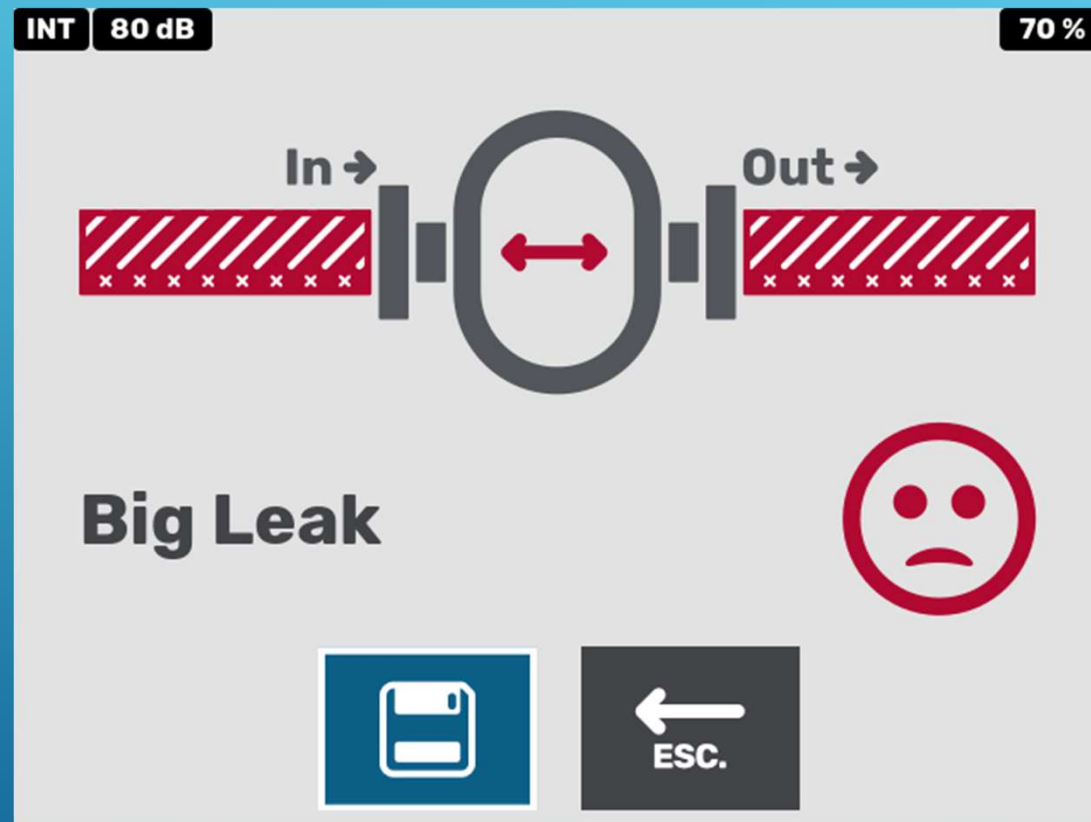 INT 80 dB 70 %
In → Out →
Big Leak
ESC.